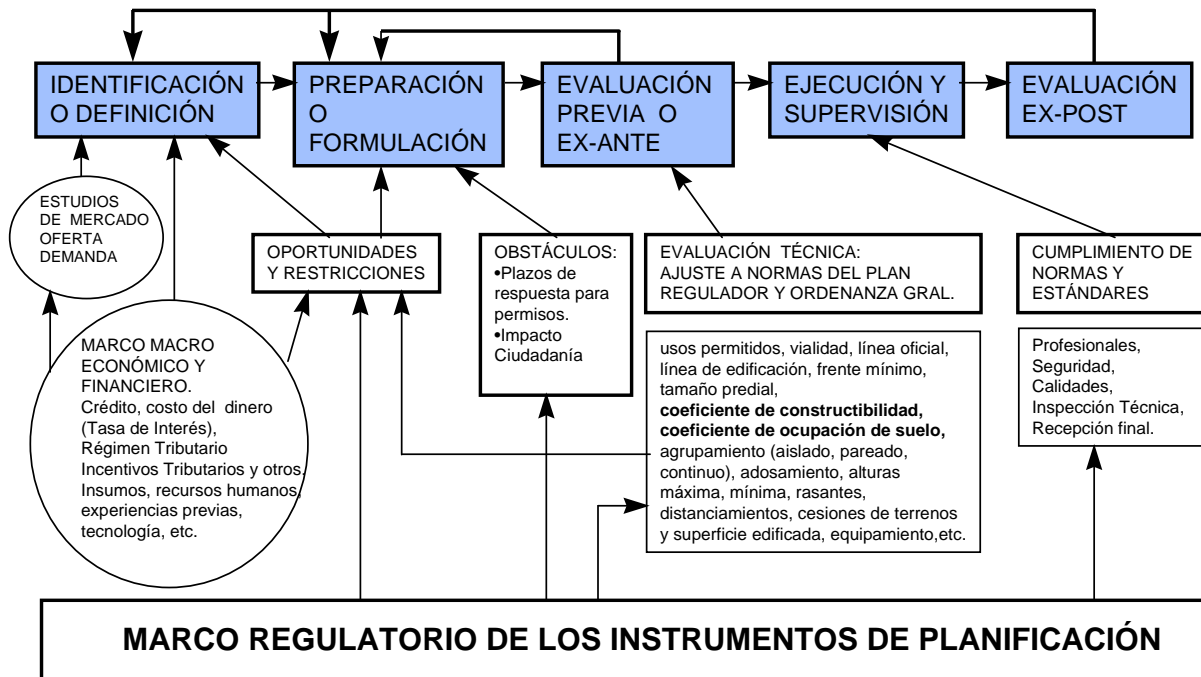 IDENTIFICACIÓN
O DEFINICIÓN
PREPARACIÓN
O
FORMULACIÓN
EVALUACIÓN
PREVIA O
EX-ANTE
EJECUCIÓN Y
SUPERVISIÓN
EVALUACIÓN
EX-POST
ESTUDIOS
DE MERCADO
OFERTA
DEMANDA
OPORTUNIDADES
Y RESTRICCIONES
OBSTÁCULOS:
•Plazos de
respuesta para
permisos.
•Impacto
Ciudadanía
EVALUACIÓN TÉCNICA:
AJUSTE A NORMAS DEL PLAN
REGULADOR Y ORDENANZA GRAL.
CUMPLIMIENTO DE
NORMAS Y
ESTÁNDARES
MARCO MACRO
ECONÓMICO Y
FINANCIERO.
Crédito, costo del dinero
(Tasa de Interés),
Régimen Tributario
Incentivos Tributarios y otros.
Insumos, recursos humanos,
experiencias previas,
tecnología, etc.
usos permitidos, vialidad, línea oficial,
línea de edificación, frente mínimo,
tamaño predial,
coeficiente de constructibilidad,
coeficiente de ocupación de suelo,
agrupamiento (aislado, pareado,
continuo), adosamiento, alturas
máxima, mínima, rasantes,
distanciamientos, cesiones de terrenos
y superficie edificada, equipamiento,etc.
Profesionales,
Seguridad,
Calidades,
Inspección Técnica,
Recepción final.
MARCO REGULATORIO DE LOS INSTRUMENTOS DE PLANIFICACIÓN